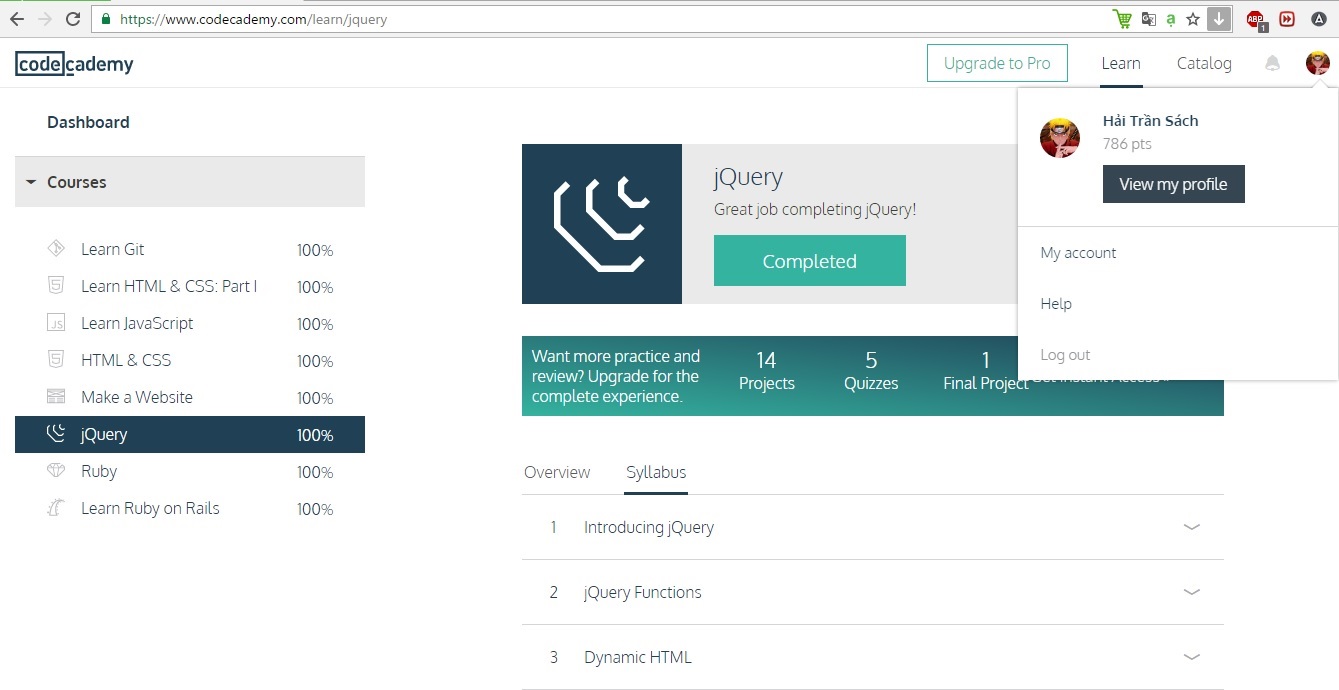 https://www.codecademy.com/learn/jquery
ABP
1
A
codecademy
Upgrade to Pro
Learn
Catalog
Dashboard
Courses
Learn Git 100%
Learn HTML & CSS: Part I 100%
Learn JavaScript 100%
HTML & CSS 100%
Make a Website 100%
jQuery 100%
Ruby 100%
Learn Ruby on Rails 100%
jQuery
Great job completing jQuery!
Completed
Hải Trần Sách
786 pts
View my profile
My account
Help
Log out
Want more practice and
review? Upgrade for the
complete experience.
14
Projects
5
Quizzes
1
Final Project
Get Instant Access
Overview
Syllabus
1 Introducing jQuery
2 jQuery Functions
3 Dynamic HTML